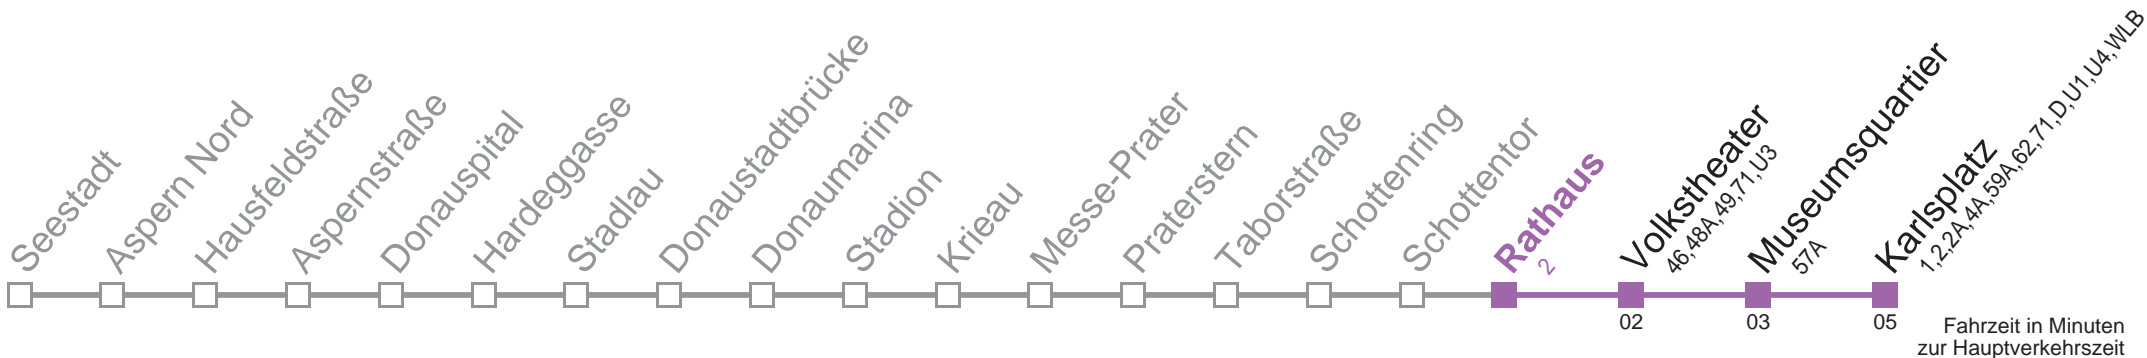 Seestadt
Aspern Nord
Hausfeldstraße
Aspernstraße
Donauspital
Hardeggasse
Stadlau
Donaustadtbrücke
Donaumarina
Stadion
Krieau
Messe-Prater
Praterstern
Taborstraße
Schottenring
Schottentor
Rathaus
2
Volkstheater
46,48A,49,71,U3
Museumsquartier
57A
Karlsplatz
1,2,2A,4A,59A,62,71,D,U1,U4,WLB
02
03
05
Fahrzeit in Minuten
zur Hauptverkehrszeit